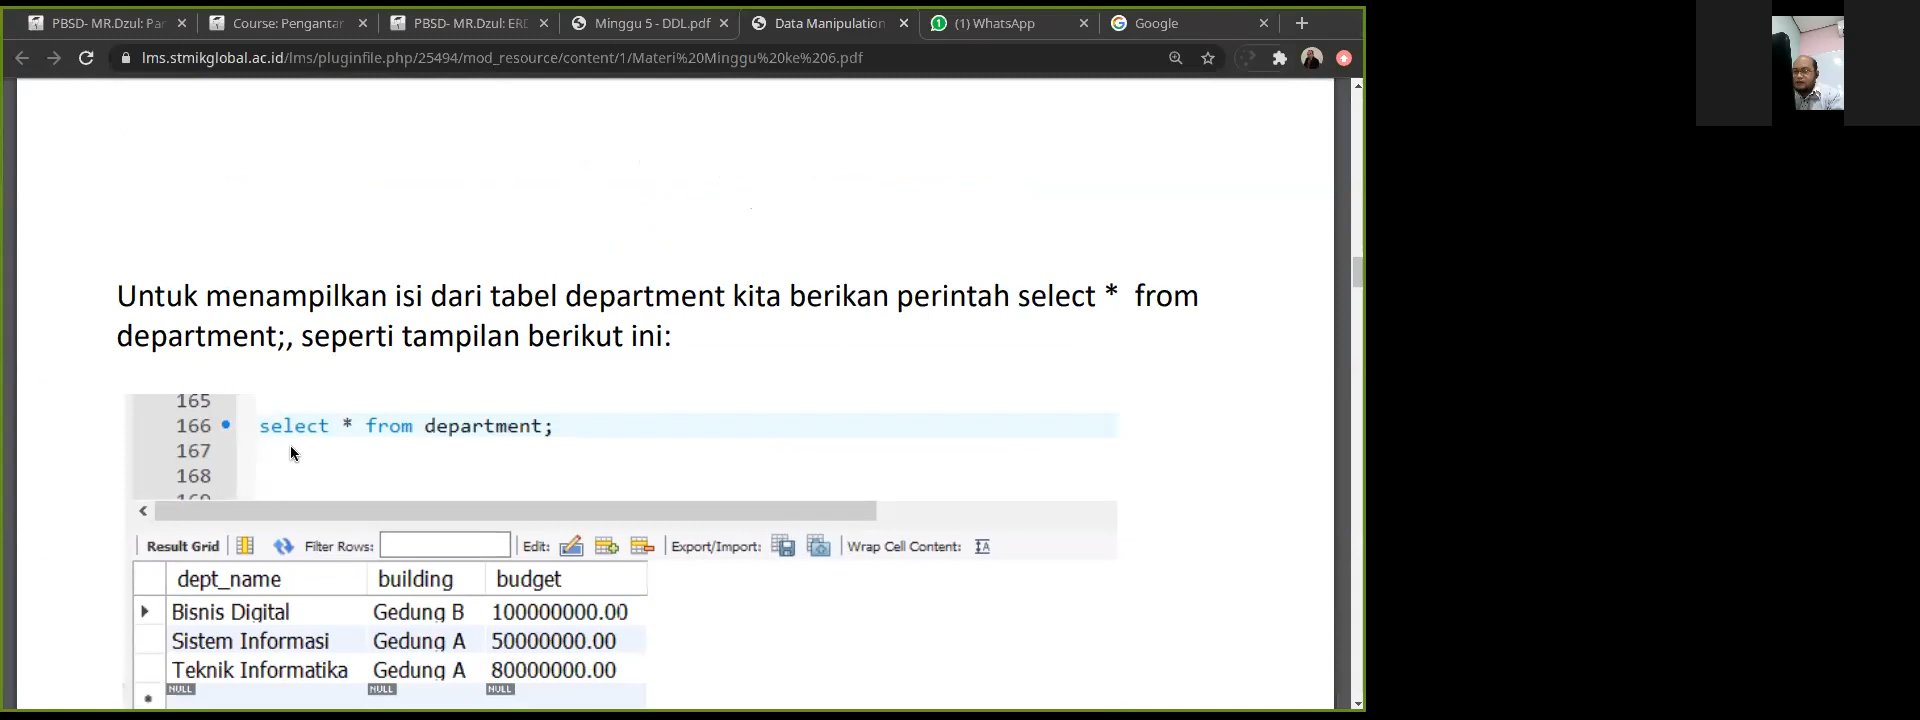 PBSD- MR.Dzul: Par
Course: Pengantar
PBSD- MR.Dzul: ERD
Minggu 5 - DDL.pdf
Data Manipulation
(1) WhatsApp
Google
lms.stmikglobal.ac.id/lms/pluginfile.php/25494/mod_resource/content/1/Materi%20Minggu%20ke%206.pdf
Untuk menampilkan isi dari tabel department kita berikan perintah select * from
department;, seperti tampilan berikut ini:
165
166 select * from department;
167
168
169
Result Grid Filter Rows: Edit: Export/Import: Wrap Cell Content: IA
dept_name building budget
Bisnis Digital Gedung B 100000000.00
Sistem Informasi Gedung A 50000000.00
Teknik Informatika Gedung A 80000000.00
NULL NULL NULL